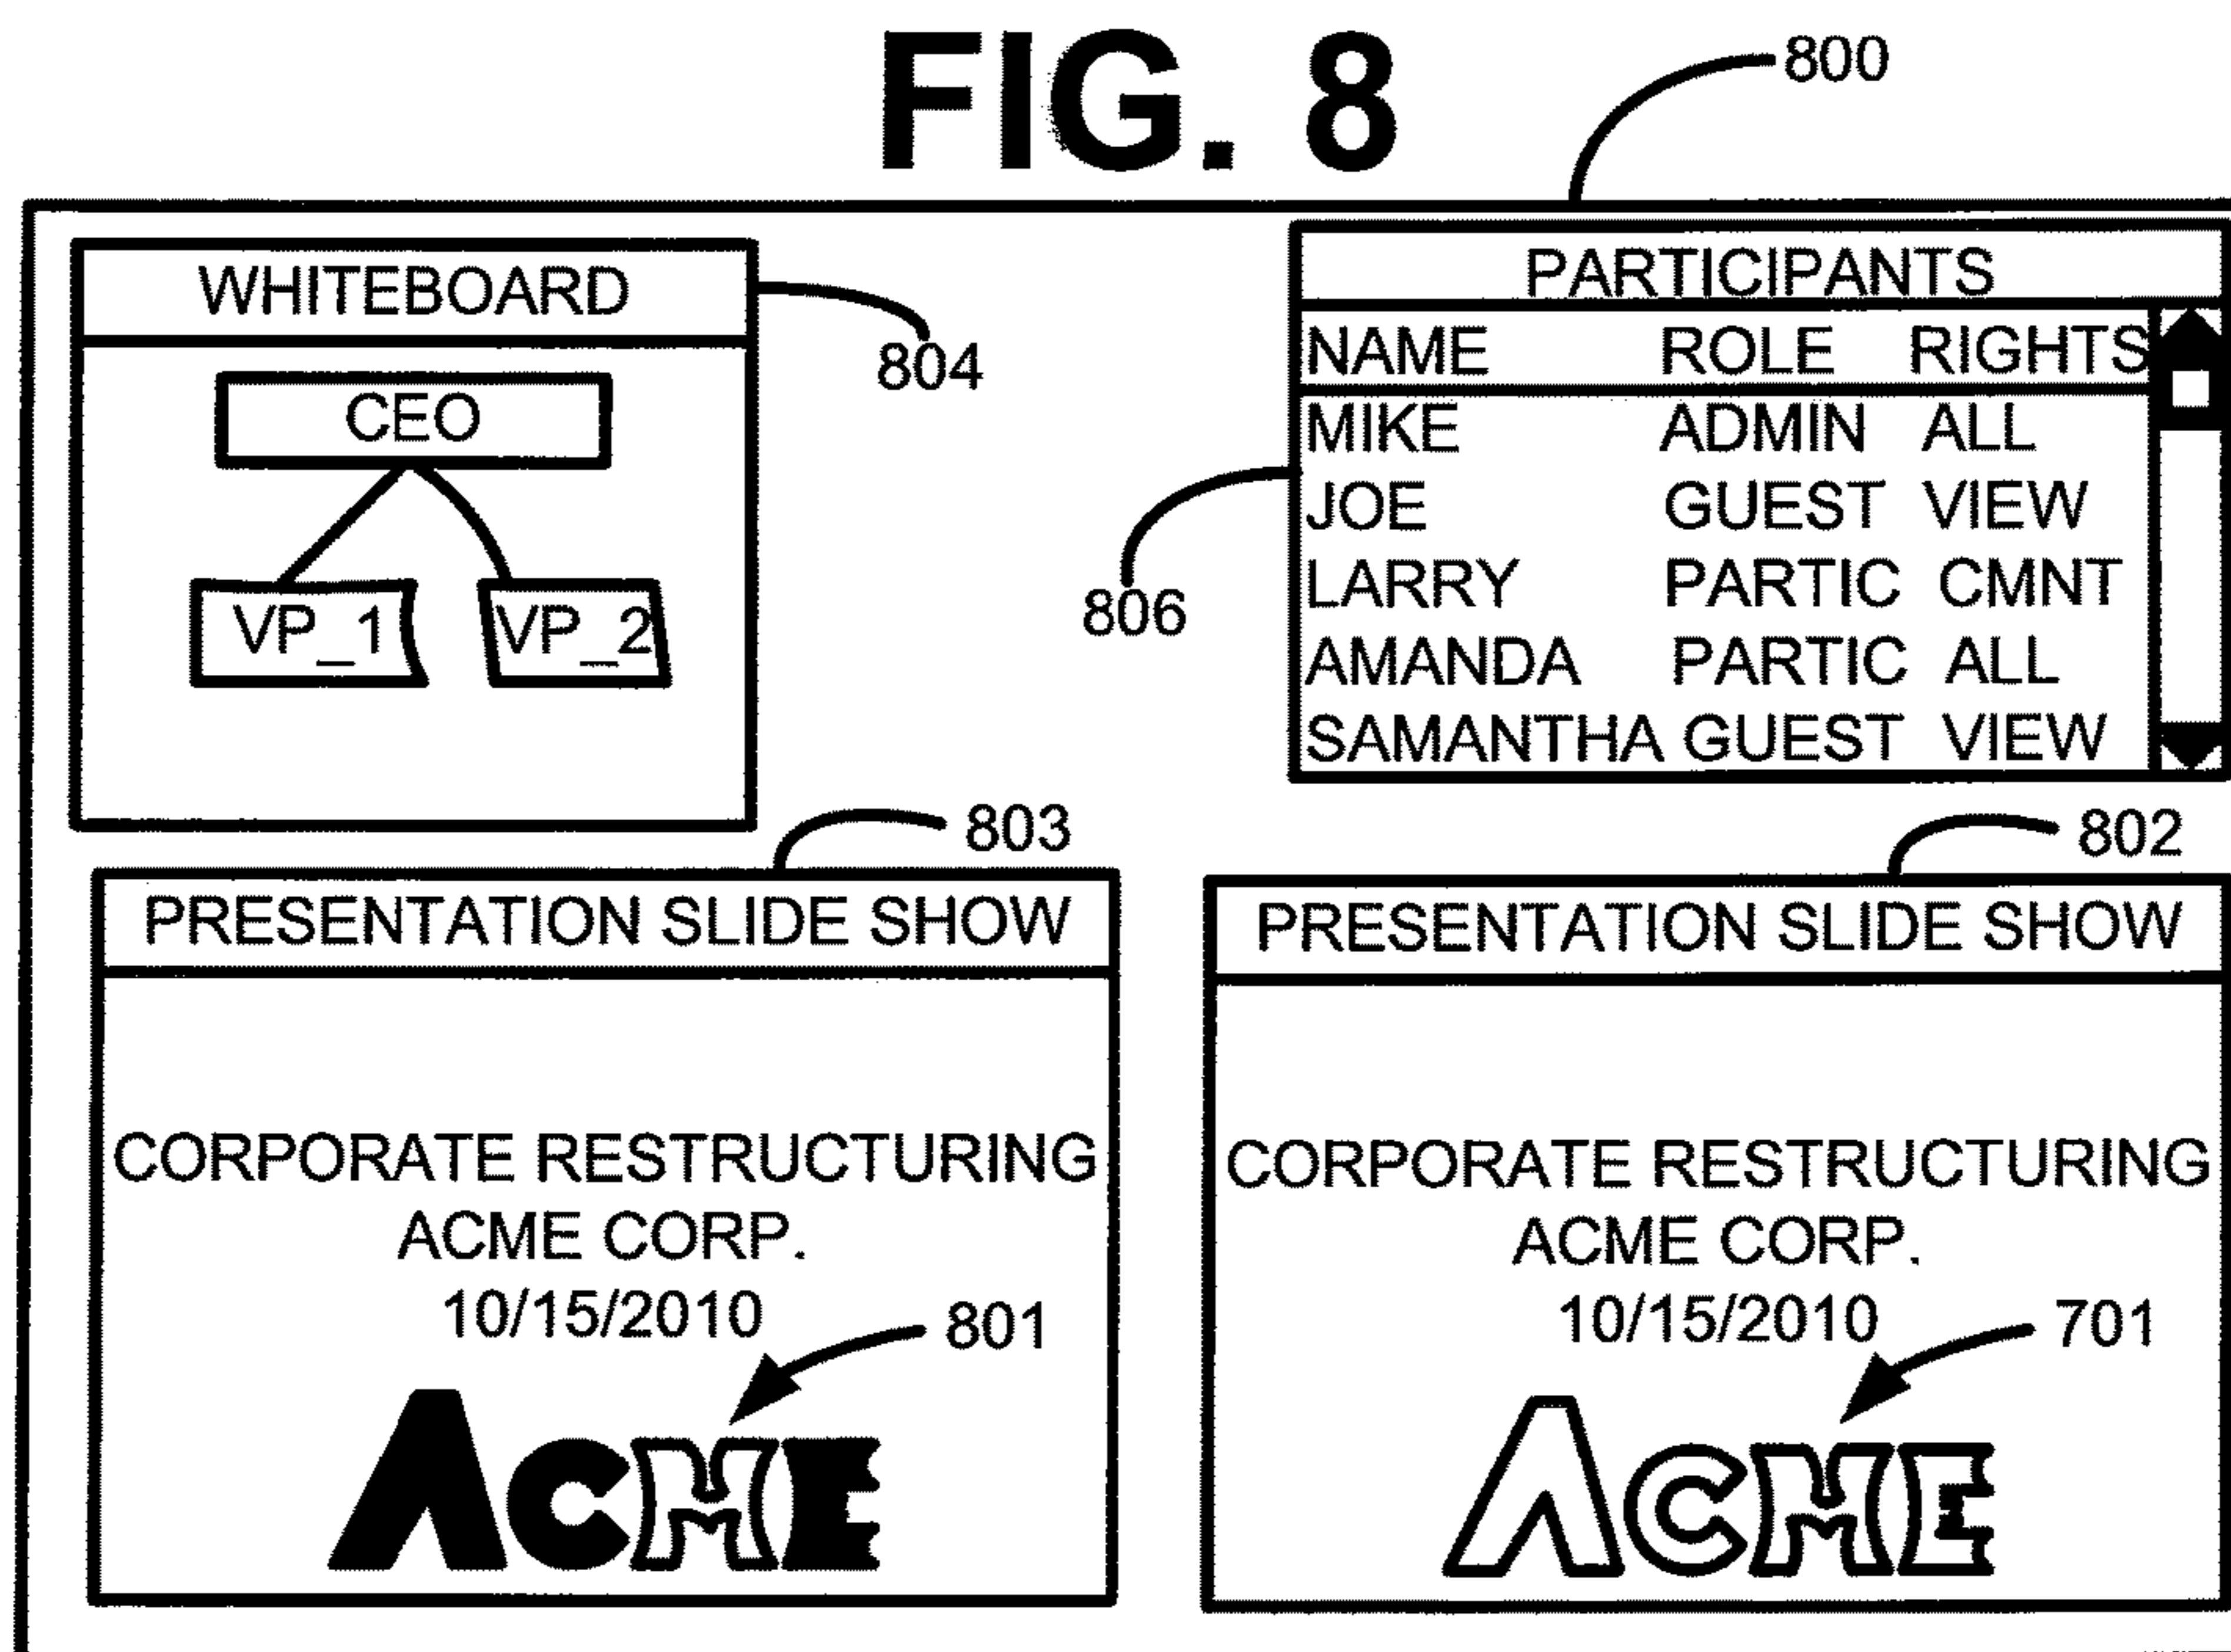 FIG. 8
800
WHITEBOARD
804
CEO
VP_1 VP_2
PARTICIPANTS
NAME ROLE RIGHTS
MIKE ADMIN ALL
JOE GUEST VIEW
LARRY PARTIC CMNT
AMANDA PARTIC ALL
SAMANTHA GUEST VIEW
806
803
PRESENTATION SLIDE SHOW
CORPORATE RESTRUCTURING
ACME CORP.
10/15/2010
801
ACME
802
PRESENTATION SLIDE SHOW
CORPORATE RESTRUCTURING
ACME CORP.
10/15/2010
701
ACME